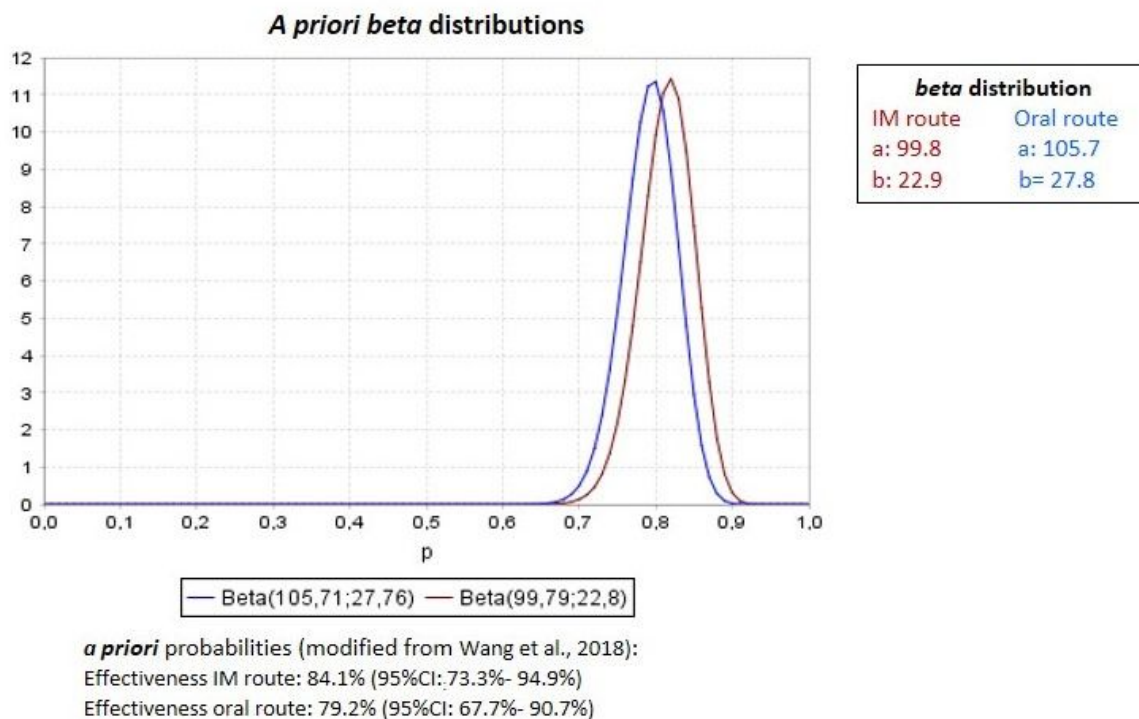 A priori beta distributions
12
11
10
9
8
7
6
5
4
3
2
1
0
0,0 0,1 0,2 0,3 0,4 0,5 0,6 0,7 0,8 0,9 1,0
p
Beta(105,71;27,76) Beta(99,79;22,8)
beta distribution
IM route Oral route
a: 99.8 a: 105.7
b: 22.9 b= 27.8
a priori probabilities (modified from Wang et al., 2018):
Effectiveness IM route: 84.1% (95%CI: 73.3%- 94.9%)
Effectiveness oral route: 79.2% (95%CI: 67.7%- 90.7%)